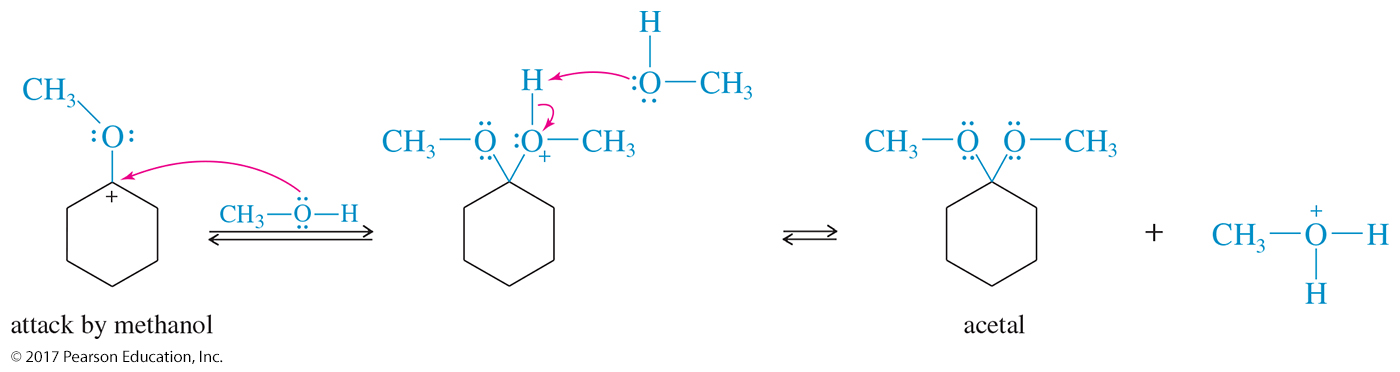 CH₃
:O:
+
CH₃—O—H
H
H
:O—CH₃
CH₃—O :O—CH₃
+
CH₃—O O—CH₃
+
+
CH₃—O—H
H
attack by methanol
acetal
© 2017 Pearson Education, Inc.